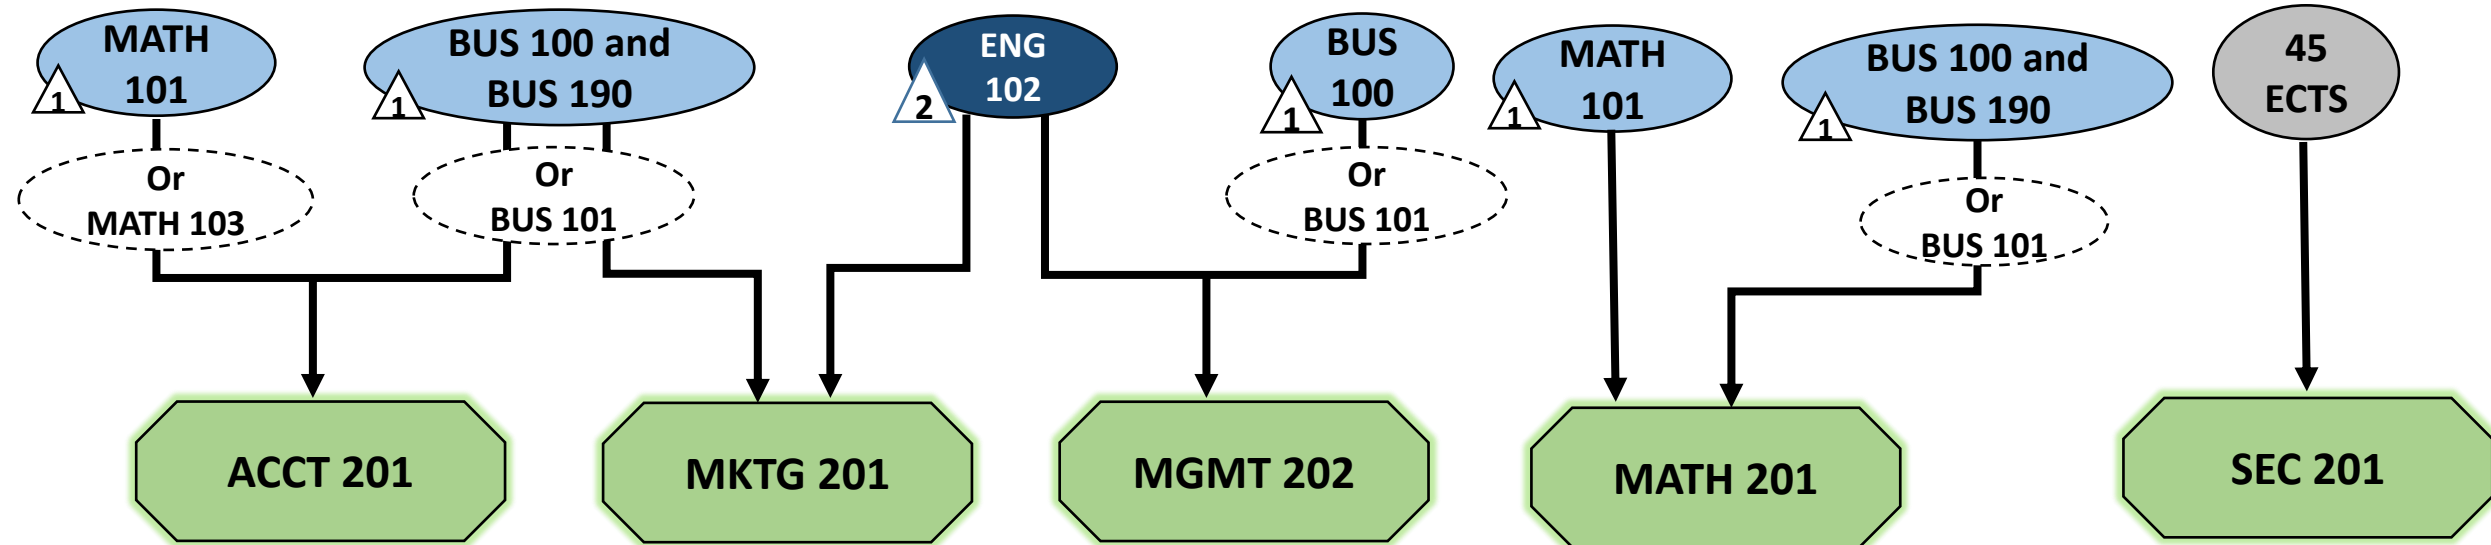 MATH
101
1
BUS 100 and
BUS 190
1
ENG
102
2
BUS
100
1
MATH
101
1
BUS 100 and
BUS 190
1
45
ECTS
Or
MATH 103
Or
BUS 101
Or
BUS 101
Or
BUS 101
ACCT 201
MKTG 201
MGMT 202
MATH 201
SEC 201